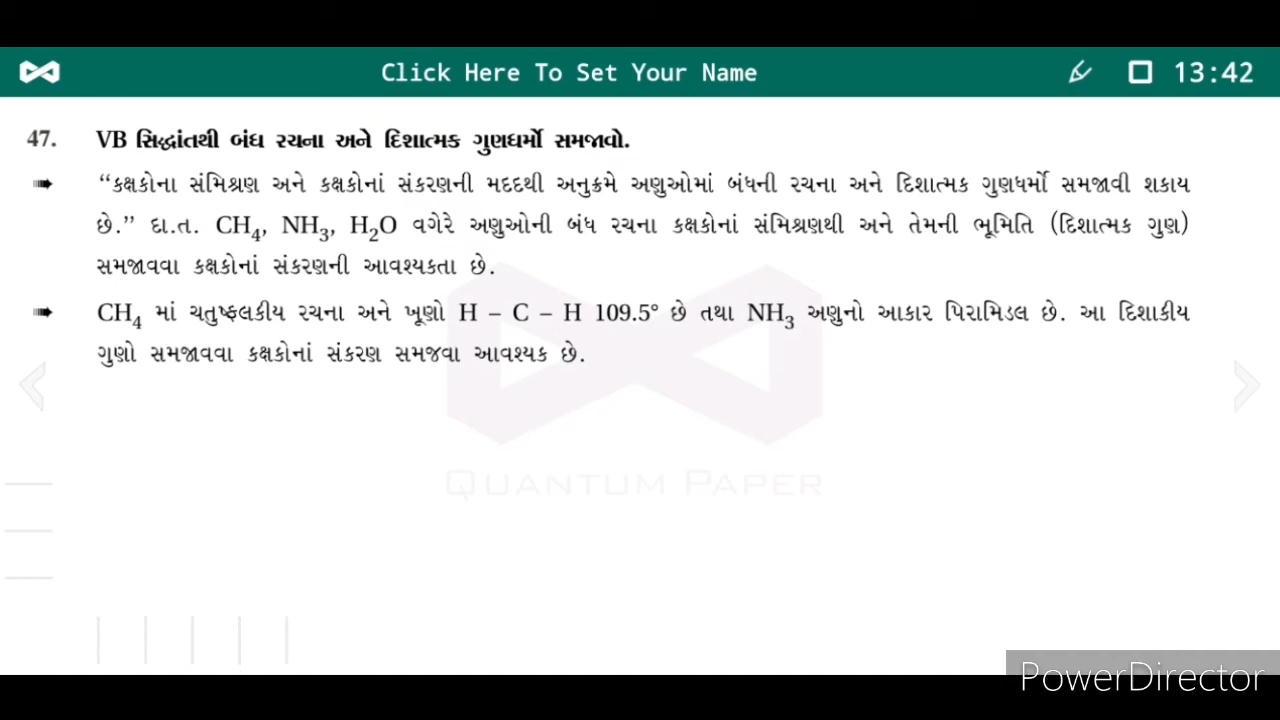 Click Here To Set Your Name
13:42
47. VB સિદ્ધાંતથી બંધ રચના અને દિશાત્મક ગુણધર્મો સમજાવો.
➠ “કક્ષકોના સંમિશ્રણ અને કક્ષકોનાં સંકરણની મદદથી અનુક્રમે અણુઓમાં બંધની રચના અને દિશાત્મક ગુણધર્મો સમજાવી શકાય
છે.” દા.ત. CH₄, NH₃, H₂O વગેરે અણુઓની બંધ રચના કક્ષકોનાં સંમિશ્રણથી અને તેમની ભૂમિતિ (દિશાત્મક ગુણ)
સમજાવવા કક્ષકોનાં સંકરણની આવશ્યકતા છે.
➠ CH₄ માં ચતુષ્ફલકીય રચના અને ખૂણો H – C – H 109.5° છે તથા NH₃ અણુનો આકાર પિરામિડલ છે. આ દિશાકીય
ગુણો સમજાવવા કક્ષકોનાં સંકરણ સમજવા આવશ્યક છે.
QUANTUM PAPER
PowerDirector